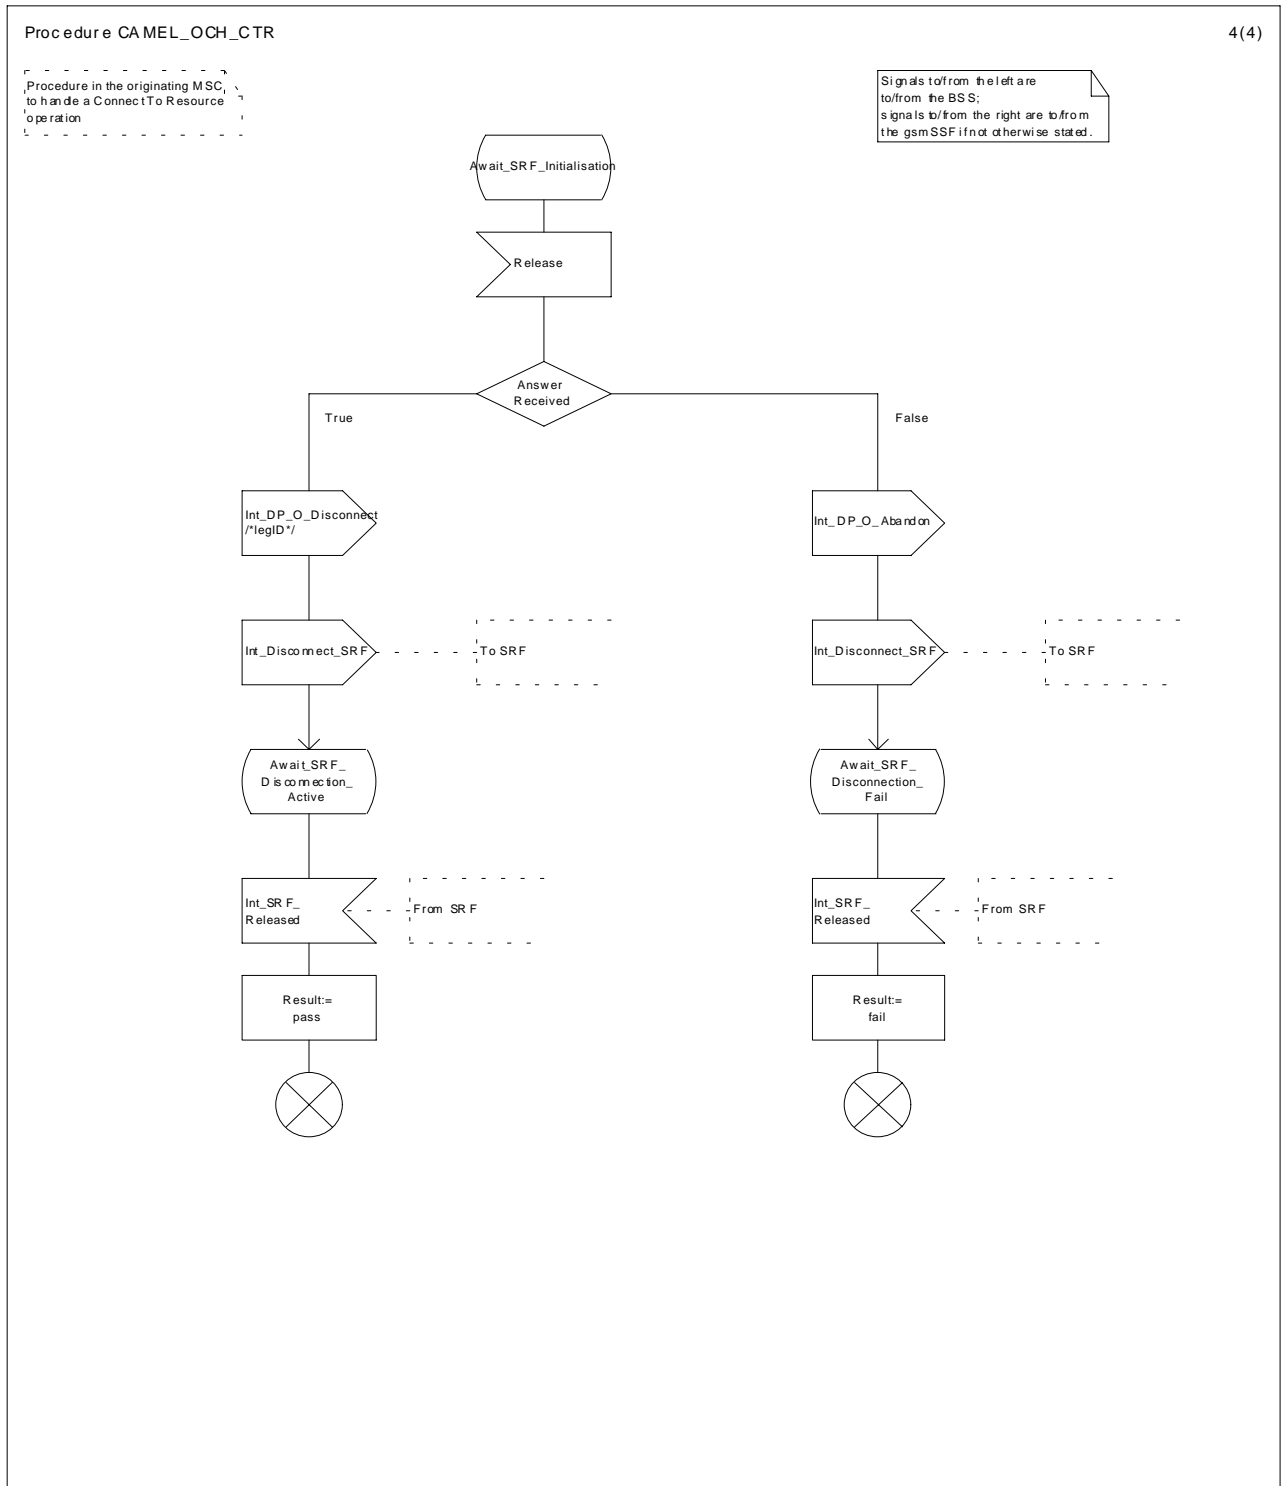 Procedure CAMEL_OCH_CTR
4(4)
Procedure in the originating MSC
to handle a Connect To Resource
operation
Signals to/from the left are
to/from the BSS;
signals to/from the right are to/from
the gsmSSF if not otherwise stated.
Await_SRF_Initialisation
Release
Answer
Received
True
False
Int_DP_O_Disconnect
/*legID*/
Int_DP_O_Abandon
Int_Disconnect_SRF
To SRF
Int_Disconnect_SRF
To SRF
Await_SRF_
Disconnection_
Active
Await_SRF_
Disconnection_
Fail
Int_SRF_
Released
From SRF
Int_SRF_
Released
From SRF
Result:=
pass
Result:=
fail